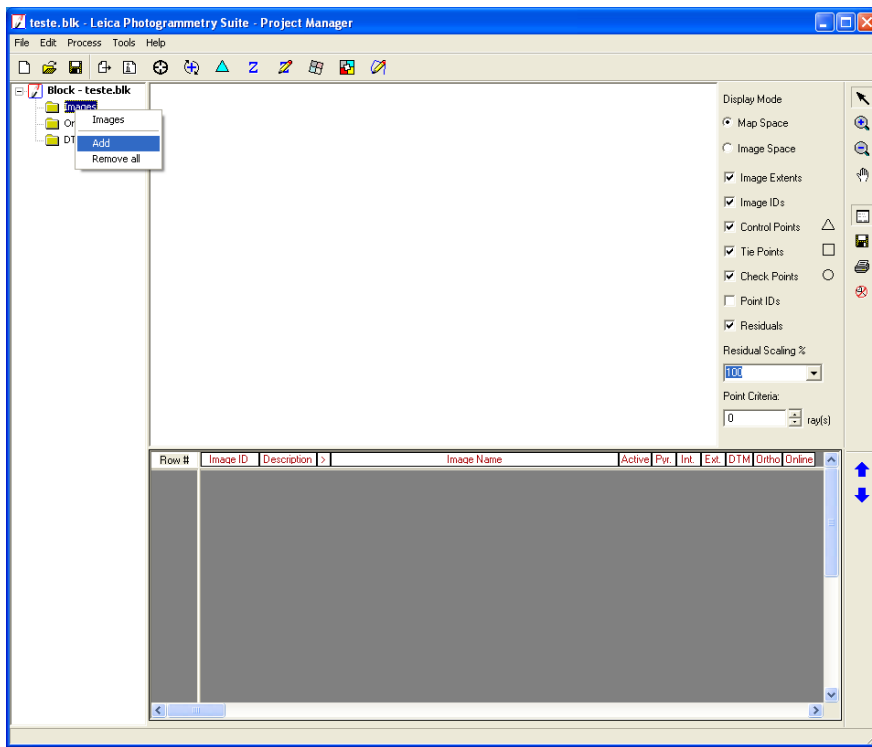 teste.blk - Leica Photogrammetry Suite - Project Manager
File Edit Process Tools Help
Block - teste.blk
Images
Or
DT
Images
Add
Remove all
Display Mode
Map Space
Image Space
Image Extents
Image IDs
Control Points
Tie Points
Check Points
Point IDs
Residuals
Residual Scaling %
100
Point Criteria:
0 ray(s)
Row # Image ID Description > Image Name Active Pyr. Int. Ext. DTM Ortho Online